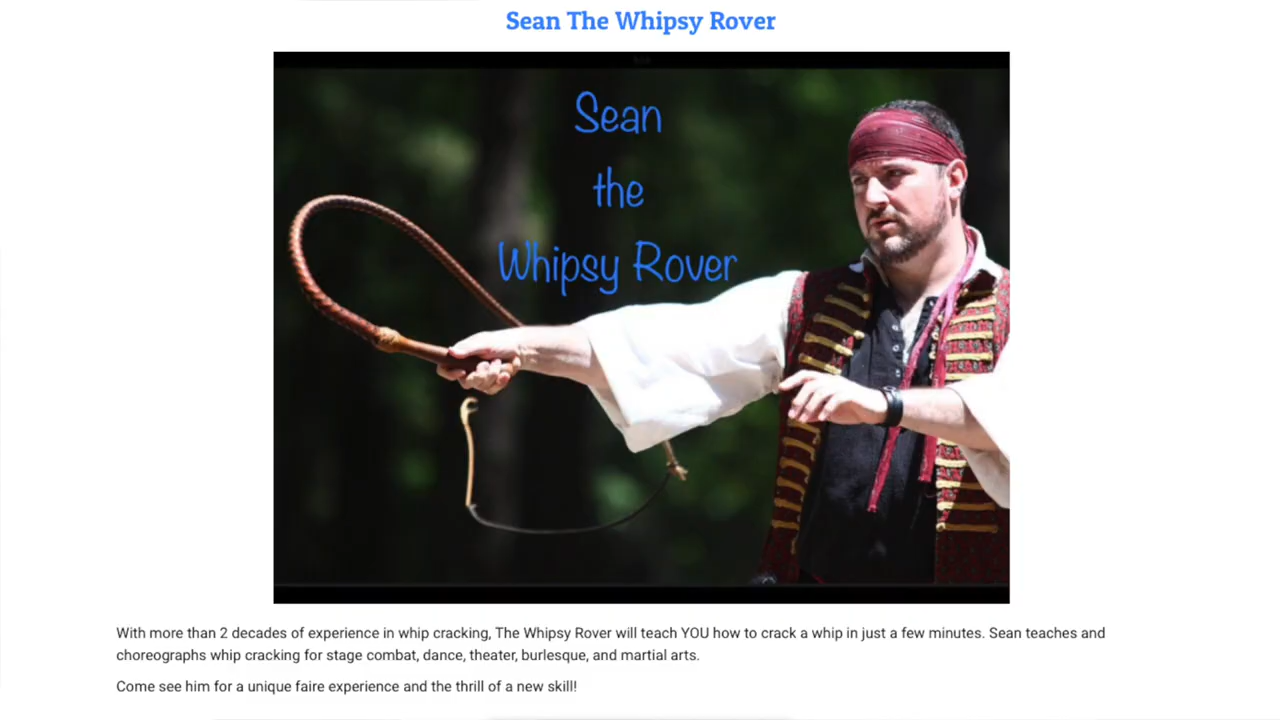 Sean The Whipsy Rover
Sean
the
Whipsy Rover
With more than 2 decades of experience in whip cracking, The Whipsy Rover will teach YOU how to crack a whip in just a few minutes. Sean teaches and
choreographs whip cracking for stage combat, dance, theater, burlesque, and martial arts.
Come see him for a unique faire experience and the thrill of a new skill!